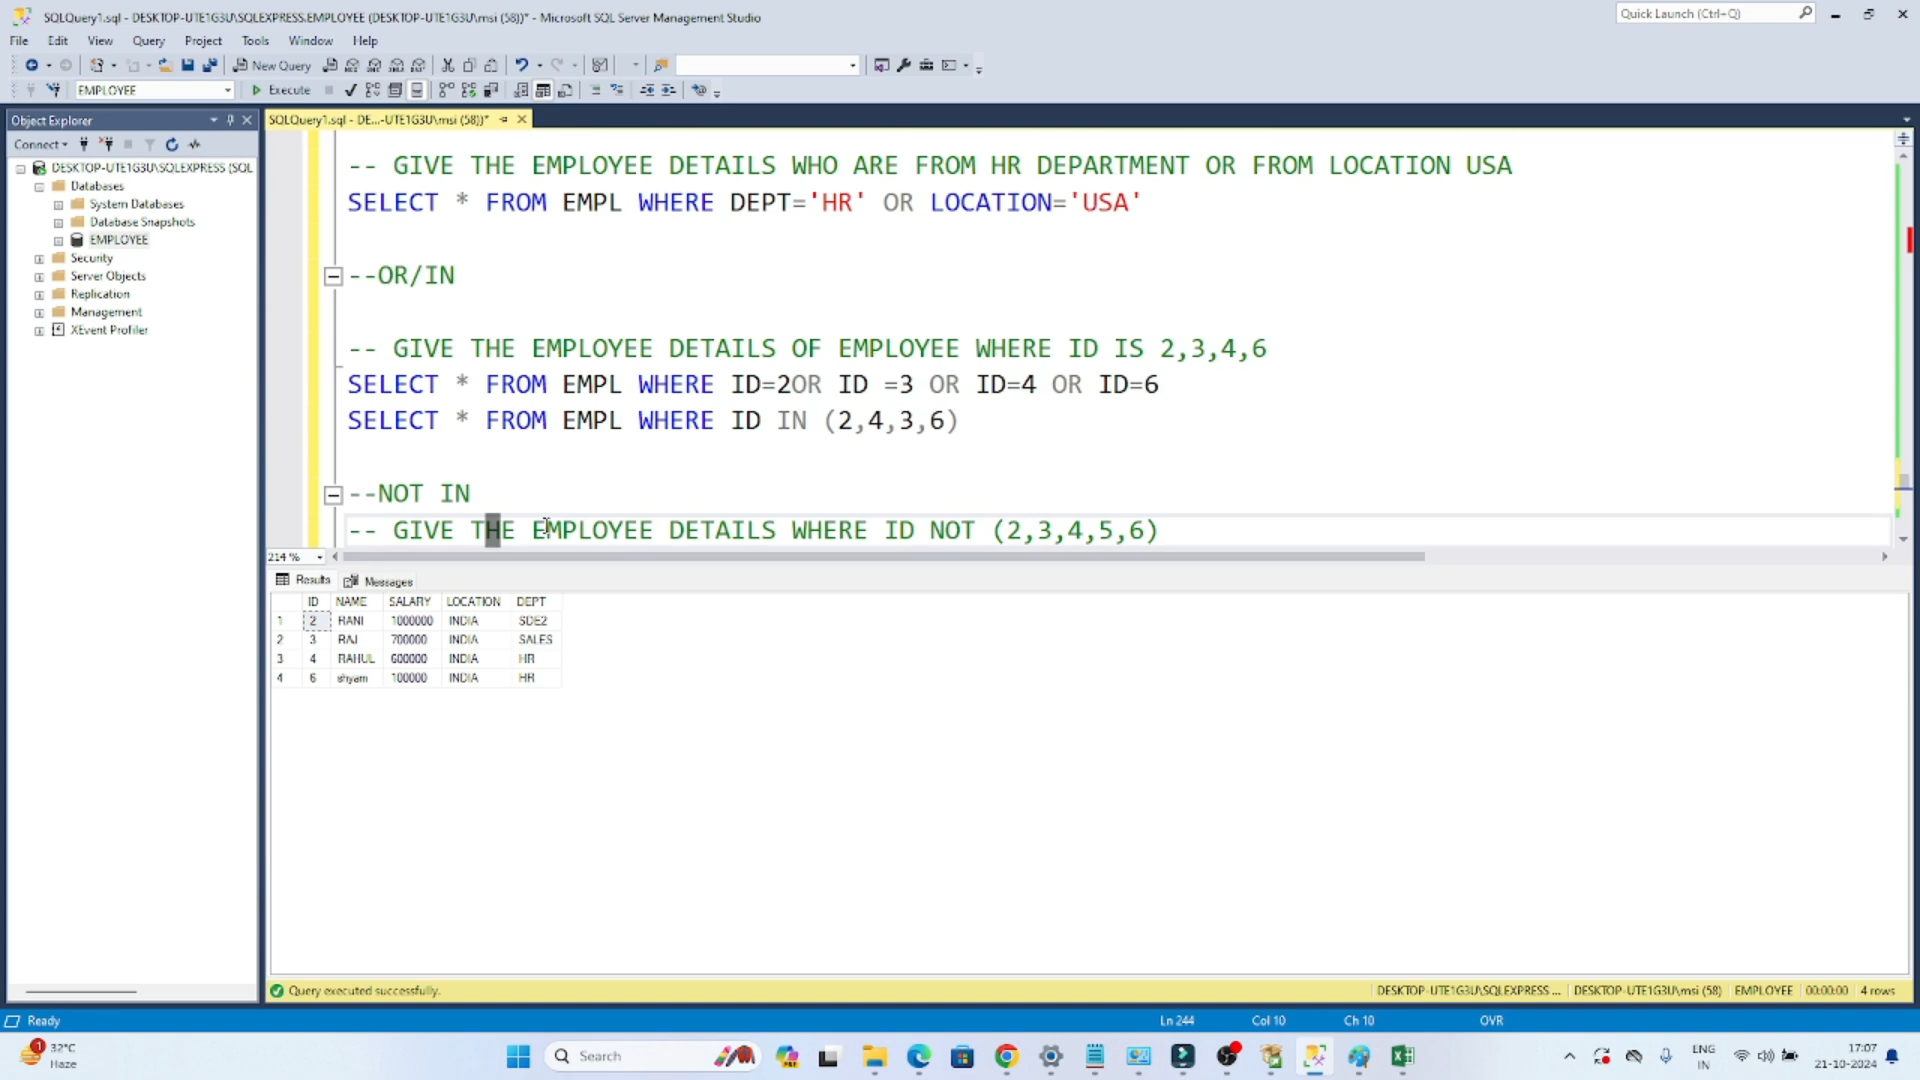 SQLQuery1.sql - DESKTOP-UTE1G3U\SQLEXPRESS.EMPLOYEE (DESKTOP-UTE1G3U\msi (58))* - Microsoft SQL Server Management Studio
Quick Launch (Ctrl+Q)
File Edit View Query Project Tools Window Help
New Query
EMPLOYEE
Execute
Object Explorer
SQLQuery1.sql - DE...-UTE1G3U\msi (58))*
Connect
DESKTOP-UTE1G3U\SQLEXPRESS (SQL
Databases
System Databases
Database Snapshots
EMPLOYEE
Security
Server Objects
Replication
Management
XEvent Profiler
-- GIVE THE EMPLOYEE DETAILS WHO ARE FROM HR DEPARTMENT OR FROM LOCATION USA
SELECT * FROM EMPL WHERE DEPT='HR' OR LOCATION='USA'
--OR/IN
-- GIVE THE EMPLOYEE DETAILS OF EMPLOYEE WHERE ID IS 2,3,4,6
SELECT * FROM EMPL WHERE ID=2OR ID =3 OR ID=4 OR ID=6
SELECT * FROM EMPL WHERE ID IN (2,4,3,6)
--NOT IN
-- GIVE THE EMPLOYEE DETAILS WHERE ID NOT (2,3,4,5,6)
214 %
Results Messages
ID NAME SALARY LOCATION DEPT
1 2 RANI 1000000 INDIA SDE2
2 3 RAJ 700000 INDIA SALES
3 4 RAHUL 600000 INDIA HR
4 6 shyam 100000 INDIA HR
Query executed successfully.
DESKTOP-UTE1G3U\SQLEXPRESS ... DESKTOP-UTE1G3U\msi (58) EMPLOYEE 00:00:00 4 rows
Ready
Ln 244 Col 10 Ch 10 OVR
1
32°C
Haze
Search
ENG
IN
17:07
21-10-2024